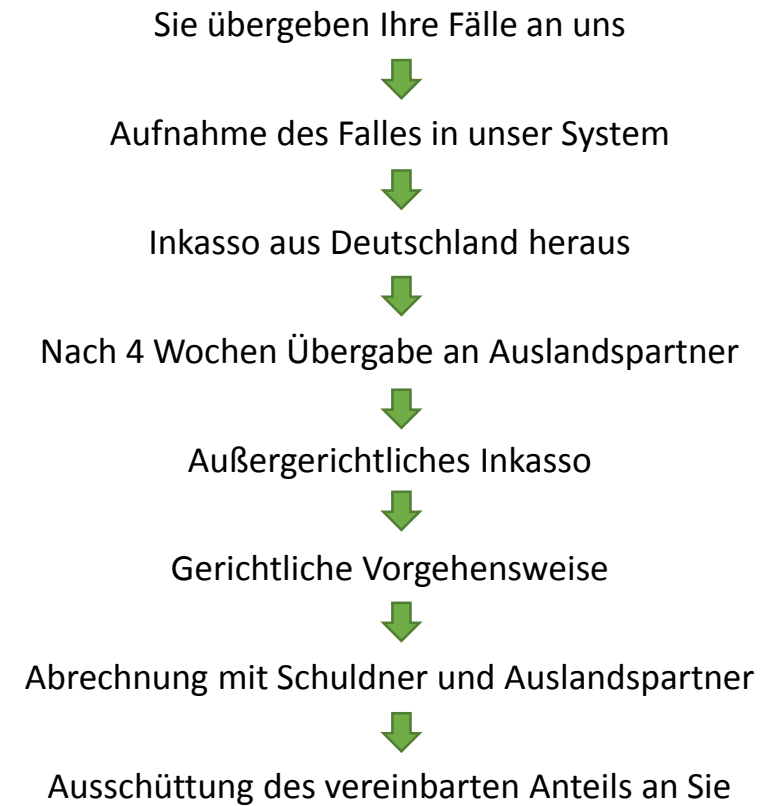 Sie übergeben Ihre Fälle an uns
Aufnahme des Falles in unser System
Inkasso aus Deutschland heraus
Nach 4 Wochen Übergabe an Auslandspartner
Außergerichtliches Inkasso
Gerichtliche Vorgehensweise
Abrechnung mit Schuldner und Auslandspartner
Ausschüttung des vereinbarten Anteils an Sie